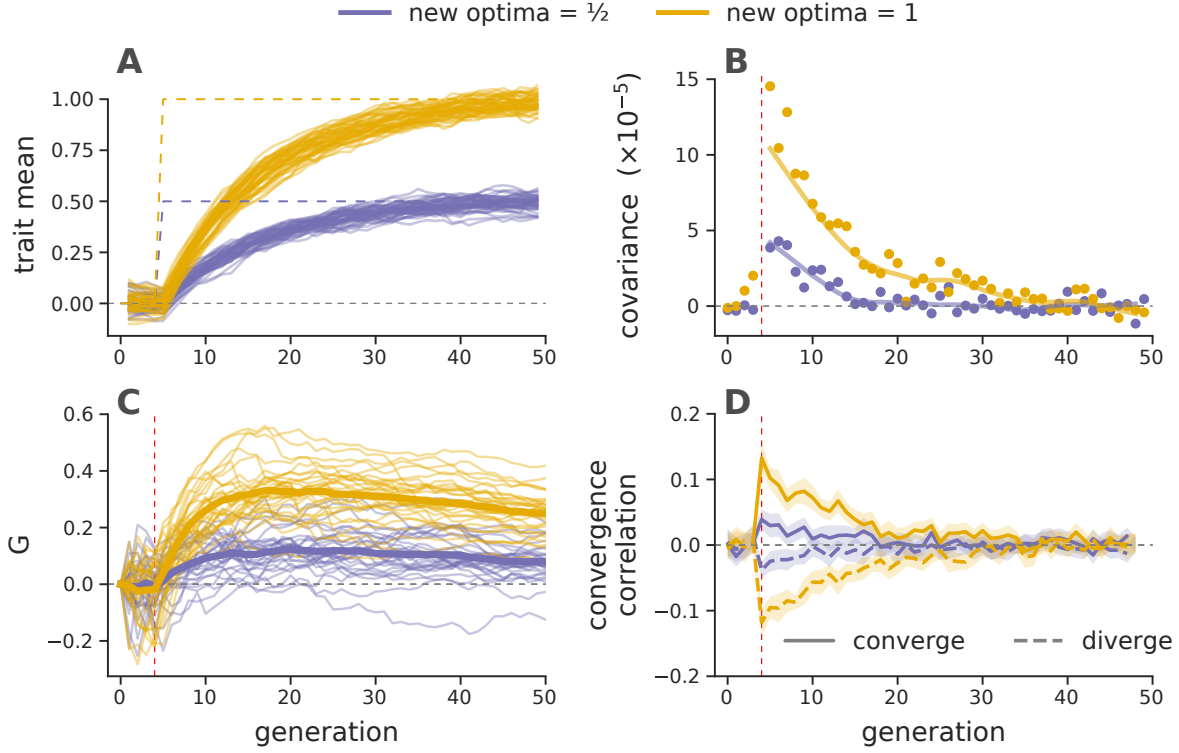 new optima = ½
new optima = 1
A
1.00
0.75
0.50
0.25
0.00
trait mean
0
10
20
30
40
50
B
15
10
5
0
covariance (×10⁻⁵)
0
10
20
30
40
50
C
0.6
0.4
0.2
0.0
−0.2
G
0
10
20
30
40
50
generation
D
0.2
0.1
0.0
−0.1
−0.2
convergence
correlation
converge
diverge
0
10
20
30
40
50
generation